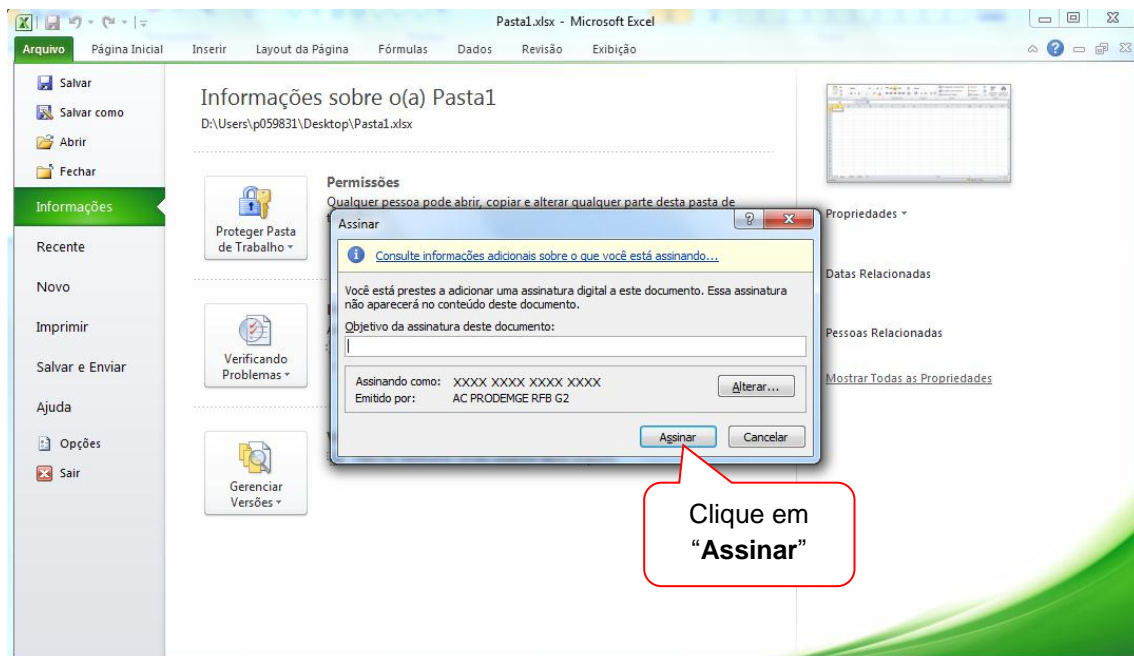 Pasta1.xlsx - Microsoft Excel
Arquivo Página Inicial Inserir Layout da Página Fórmulas Dados Revisão Exibição
Salvar
Salvar como
Abrir
Fechar
Informações
Recente
Novo
Imprimir
Salvar e Enviar
Ajuda
Opções
Sair
Informações sobre o(a) Pasta1
D:\Users\p059831\Desktop\Pasta1.xlsx
Proteger Pasta
de Trabalho
Permissões
Qualquer pessoa pode abrir, copiar e alterar qualquer parte desta pasta de
Verificando
Problemas
Gerenciar
Versões
Assinar
Consulte informações adicionais sobre o que você está assinando...
Você está prestes a adicionar uma assinatura digital a este documento. Essa assinatura
não aparecerá no conteúdo deste documento.
Objetivo da assinatura deste documento:
Assinando como: XXXX XXXX XXXX XXXX
Emitido por: AC PRODEMGE RFB G2
Alterar...
Assinar Cancelar
Clique em
“Assinar”
Propriedades
Datas Relacionadas
Pessoas Relacionadas
Mostrar Todas as Propriedades